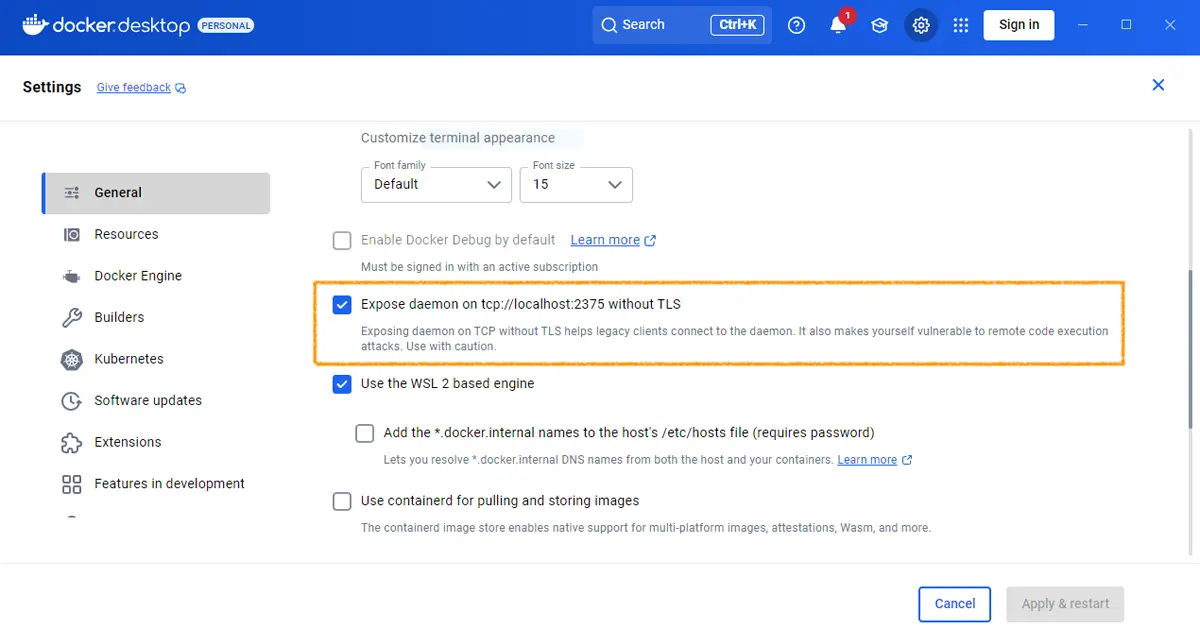 docker.desktop PERSONAL
Search Ctrl+K
1
Sign in
Settings Give feedback
Customize terminal appearance
Font family Font size
Default 15
General
Resources
Docker Engine
Builders
Kubernetes
Software updates
Extensions
Features in development
Enable Docker Debug by default Learn more
Must be signed in with an active subscription
Expose daemon on tcp://localhost:2375 without TLS
Exposing daemon on TCP without TLS helps legacy clients connect to the daemon. It also makes yourself vulnerable to remote code execution
attacks. Use with caution.
Use the WSL 2 based engine
Add the *.docker.internal names to the host's /etc/hosts file (requires password)
Lets you resolve *.docker.internal DNS names from both the host and your containers. Learn more
Use containerd for pulling and storing images
The containerd image store enables native support for multi-platform images, attestations, Wasm, and more.
Cancel Apply & restart